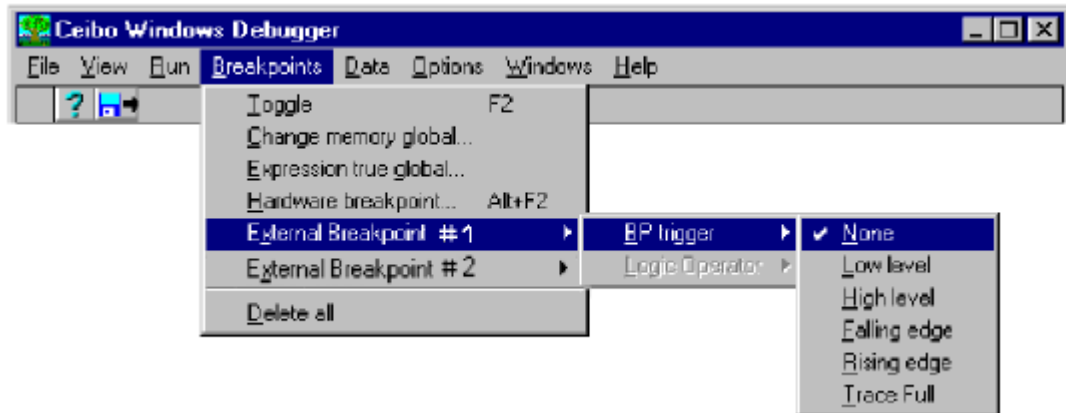 Ceibo Windows Debugger
File View Run Breakpoints Data Options Windows Help
?
Toggle F2
Change memory global...
Expression true global...
Hardware breakpoint... Alt+F2
External Breakpoint #1 BP trigger ✔ None
External Breakpoint #2 Logic Operator Low level
High level
Delete all
Falling edge
Rising edge
Trace Full